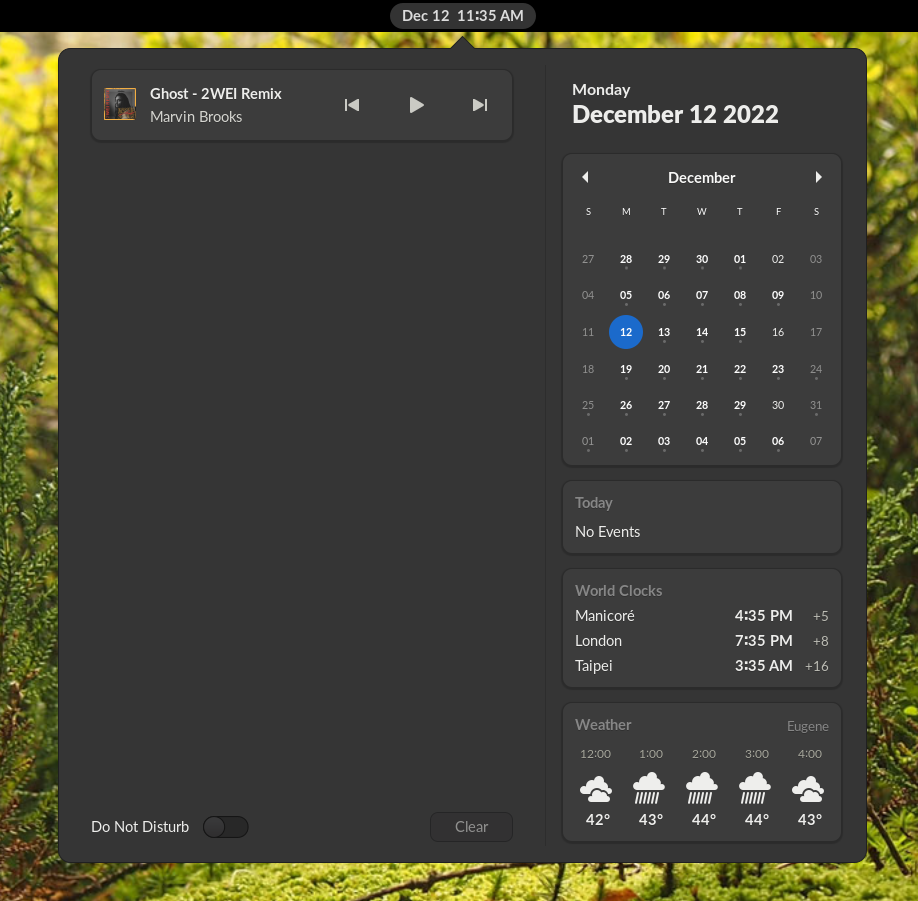 Dec 12 11:35 AM
Ghost - 2WEI Remix
Marvin Brooks
Do Not Disturb
Clear
Monday
December 12 2022
December
S M T W T F S
27 28 29 30 01 02 03
04 05 06 07 08 09 10
11 12 13 14 15 16 17
18 19 20 21 22 23 24
25 26 27 28 29 30 31
01 02 03 04 05 06 07
Today
No Events
World Clocks
Manicoré 4:35 PM +5
London 7:35 PM +8
Taipei 3:35 AM +16
Weather Eugene
12:00 1:00 2:00 3:00 4:00
42° 43° 44° 44° 43°